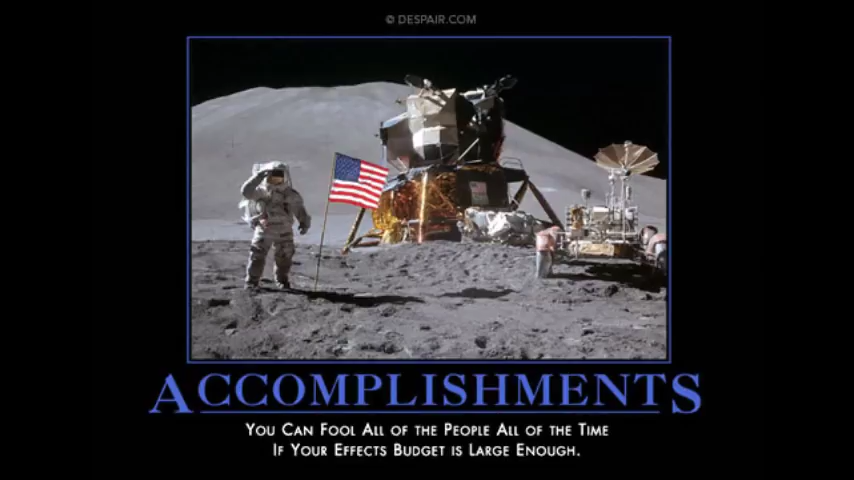 © DESPAIR.COM
ACCOMPLISHMENTS
YOU CAN FOOL ALL OF THE PEOPLE ALL OF THE TIME
IF YOUR EFFECTS BUDGET IS LARGE ENOUGH.